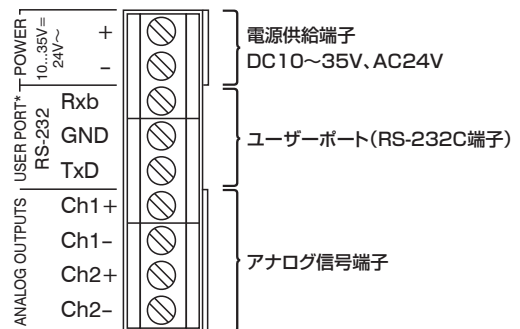 POWER
10...35V=
24V～
+
−
電源供給端子
DC10～35V、AC24V
USER PORT*
RS-232
Rxb
GND
TxD
ユーザーポート(RS-232C端子)
ANALOG OUTPUTS
Ch1+
Ch1−
Ch2+
Ch2−
アナログ信号端子